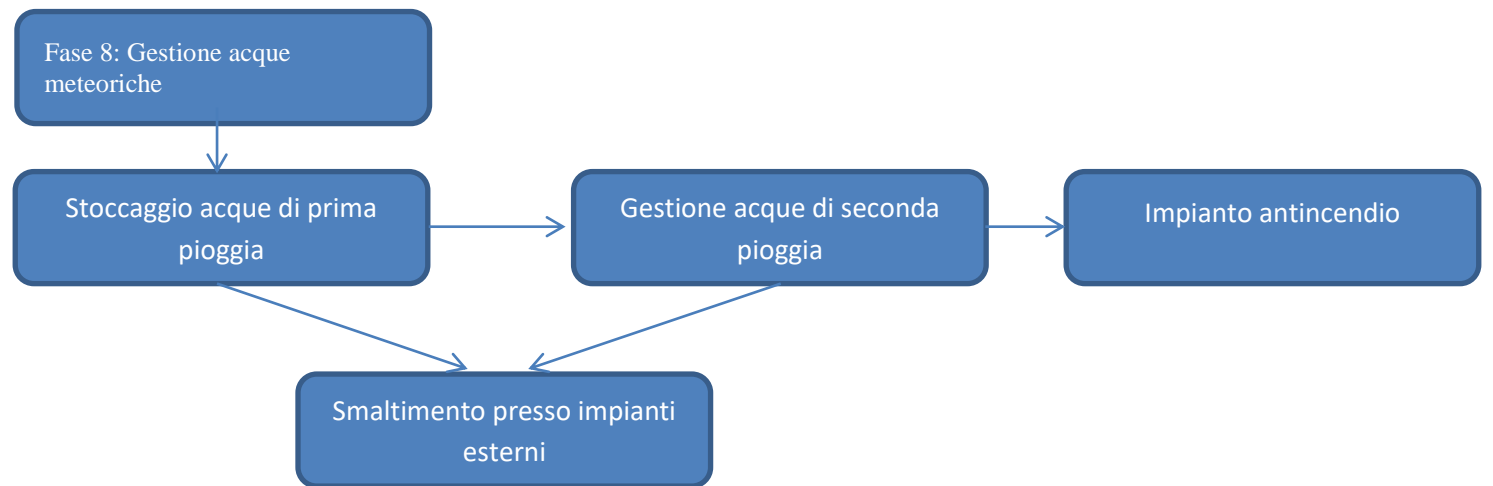 Fase 8: Gestione acque
meteoriche
Stoccaggio acque di prima
pioggia
Gestione acque di seconda
pioggia
Impianto antincendio
Smaltimento presso impianti
esterni